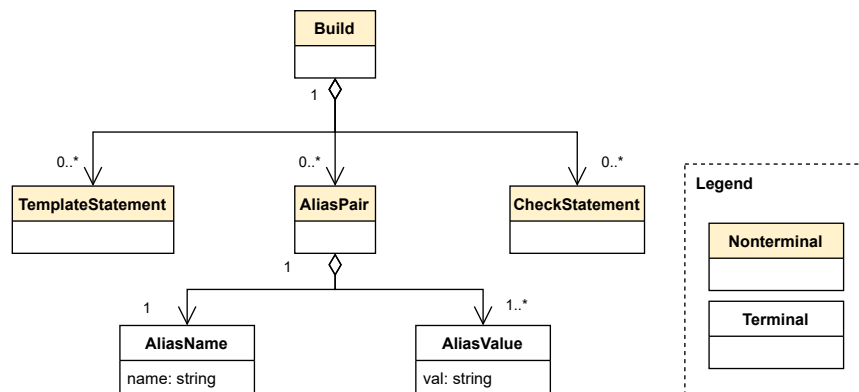 Build
1
0..*
0..*
0..*
TemplateStatement
AliasPair
CheckStatement
1
1
1..*
AliasName
name: string
AliasValue
val: string
Legend
Nonterminal
Terminal